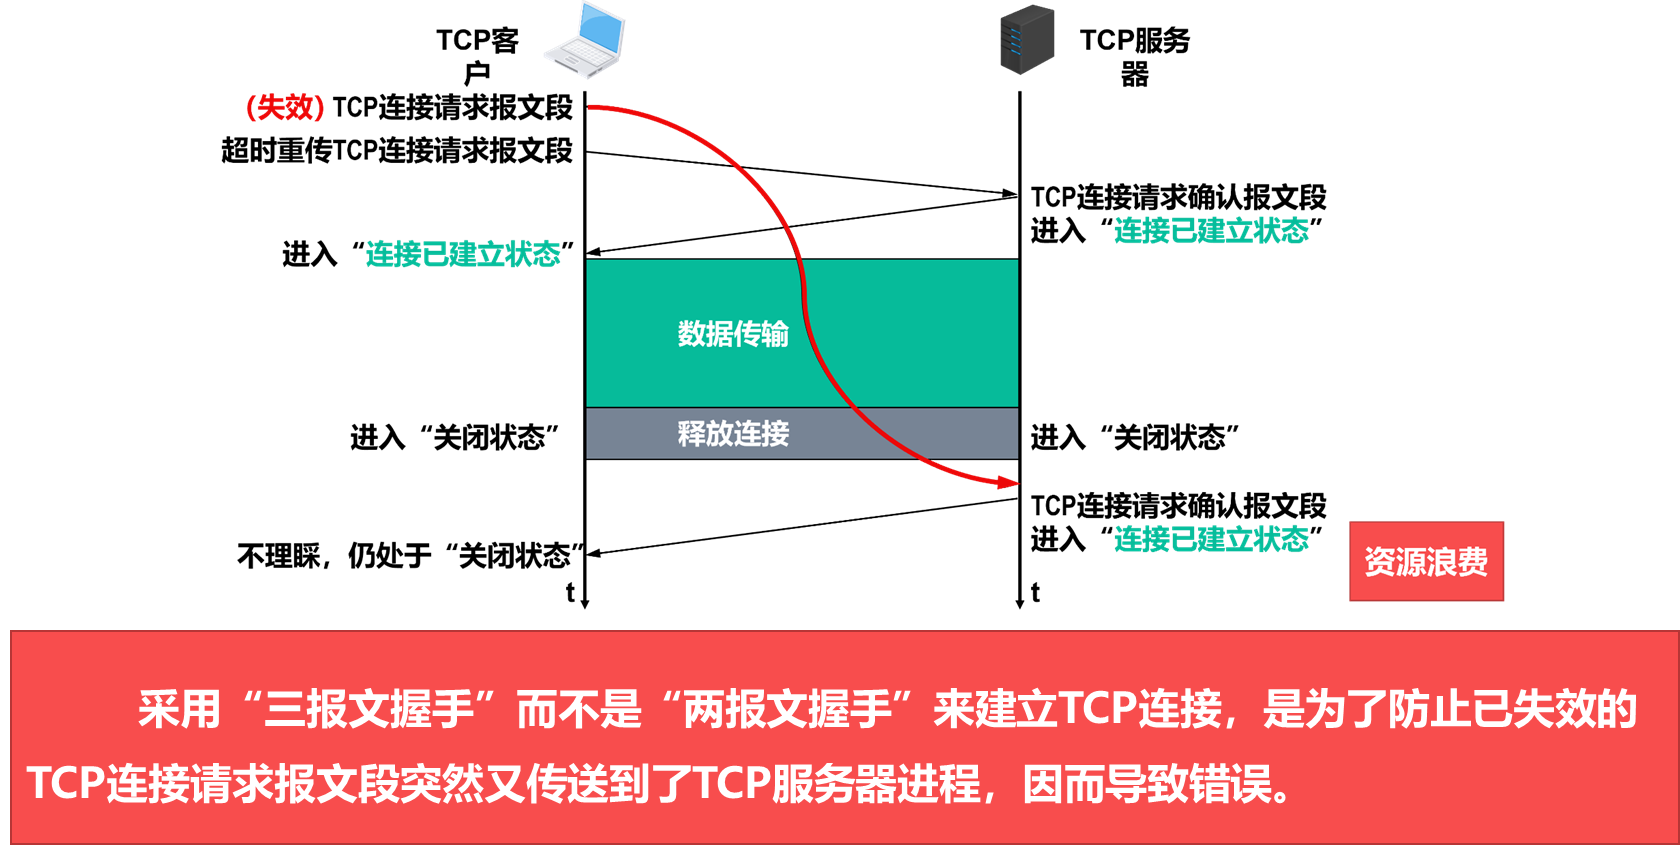 TCP客
户
TCP服务
器
（失效）TCP连接请求报文段
超时重传TCP连接请求报文段
TCP连接请求确认报文段
进入“连接已建立状态”
进入“连接已建立状态”
数据传输
释放连接
进入“关闭状态”
进入“关闭状态”
TCP连接请求确认报文段
进入“连接已建立状态”
不理睬，仍处于“关闭状态”
资源浪费
t
t
采用“三报文握手”而不是“两报文握手”来建立TCP连接，是为了防止已失效的
TCP连接请求报文段突然又传送到了TCP服务器进程，因而导致错误。